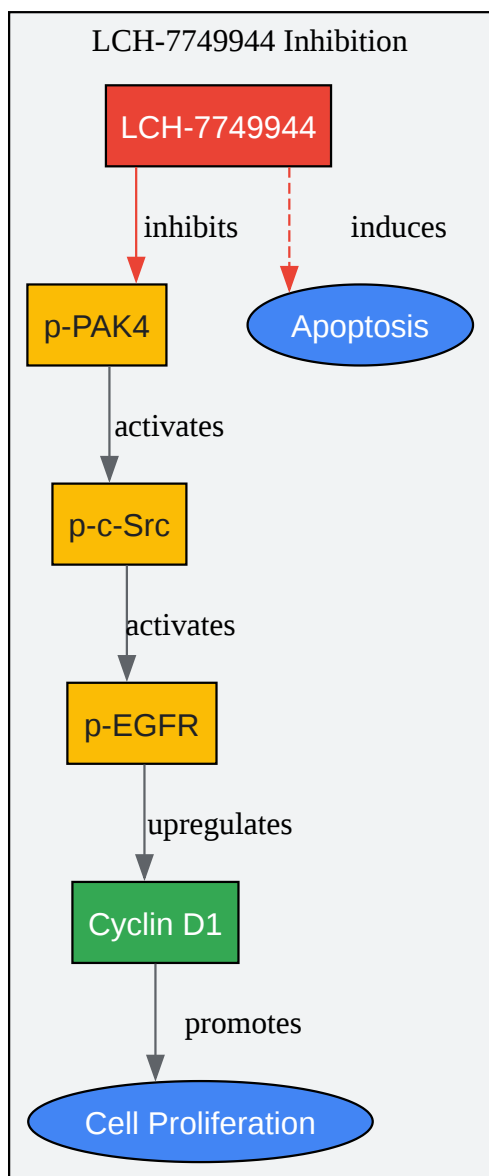 LCH-7749944 Inhibition
LCH-7749944
inhibits
induces
p-PAK4
Apoptosis
activates
p-c-Src
activates
p-EGFR
upregulates
Cyclin D1
promotes
Cell Proliferation